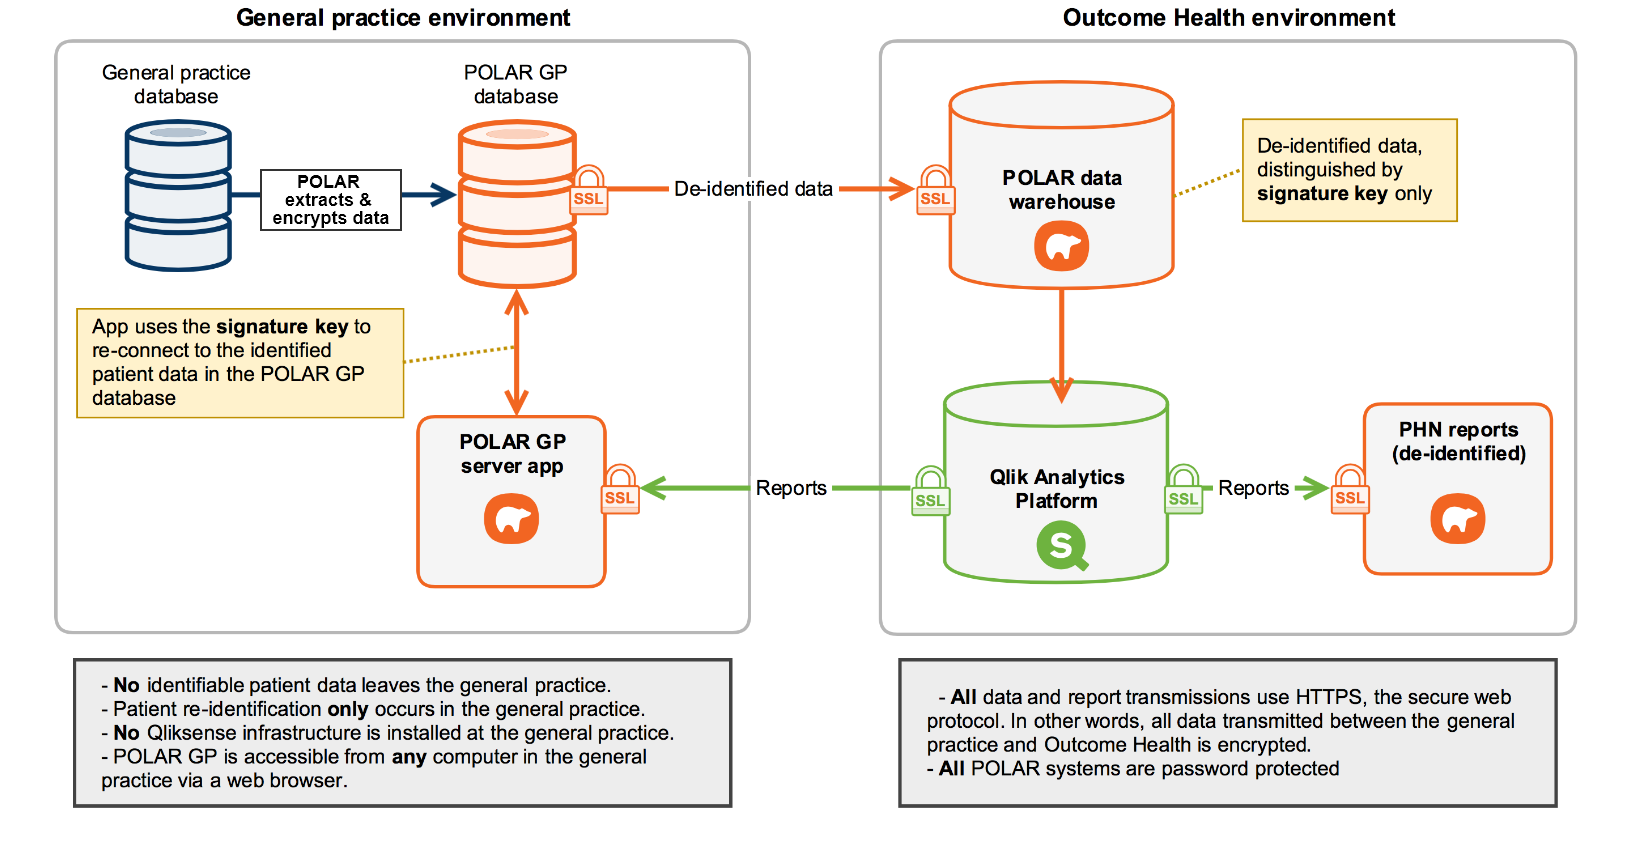 General practice environment
General practice
database
POLAR GP
database
POLAR
extracts &
encrypts data
SSL
De-identified data
App uses the signature key to
re-connect to the identified
patient data in the POLAR GP
database
POLAR GP
server app
SSL
Reports
Outcome Health environment
SSL
POLAR data
warehouse
De-identified data,
distinguished by
signature key only
SSL
Qlik Analytics
Platform
S
SSL
Reports
SSL
PHN reports
(de-identified)
- No identifiable patient data leaves the general practice.
- Patient re-identification only occurs in the general practice.
- No Qliksense infrastructure is installed at the general practice.
- POLAR GP is accessible from any computer in the general
practice via a web browser.
- All data and report transmissions use HTTPS, the secure web
protocol. In other words, all data transmitted between the general
practice and Outcome Health is encrypted.
- All POLAR systems are password protected